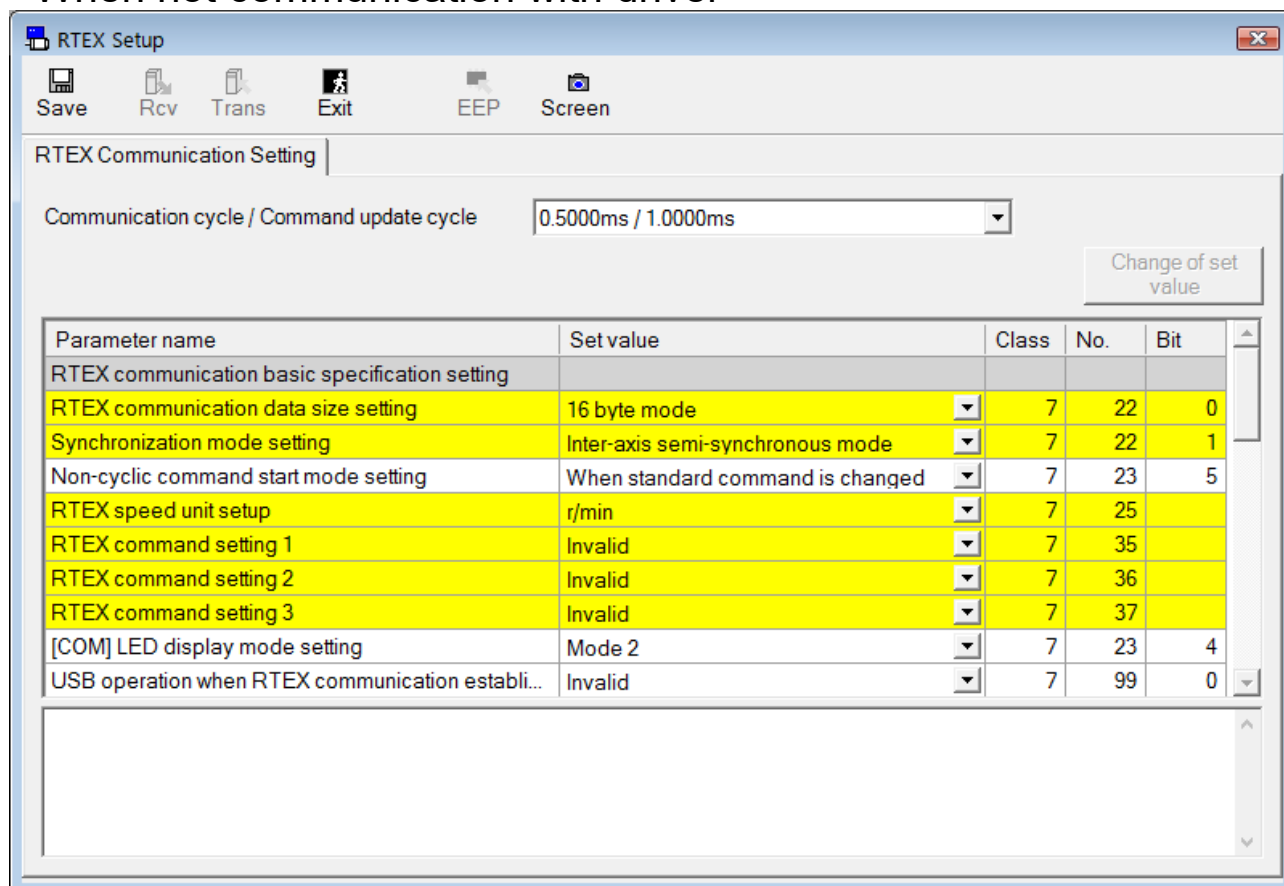 When not communication with driver
RTEX Setup
Save Rcv Trans Exit EEP Screen
RTEX Communication Setting
Communication cycle / Command update cycle 0.5000ms / 1.0000ms
Change of set
value
Parameter name Set value Class No. Bit
RTEX communication basic specification setting
RTEX communication data size setting 16 byte mode 7 22 0
Synchronization mode setting Inter-axis semi-synchronous mode 7 22 1
Non-cyclic command start mode setting When standard command is changed 7 23 5
RTEX speed unit setup r/min 7 25
RTEX command setting 1 Invalid 7 35
RTEX command setting 2 Invalid 7 36
RTEX command setting 3 Invalid 7 37
[COM] LED display mode setting Mode 2 7 23 4
USB operation when RTEX communication establi... Invalid 7 99 0